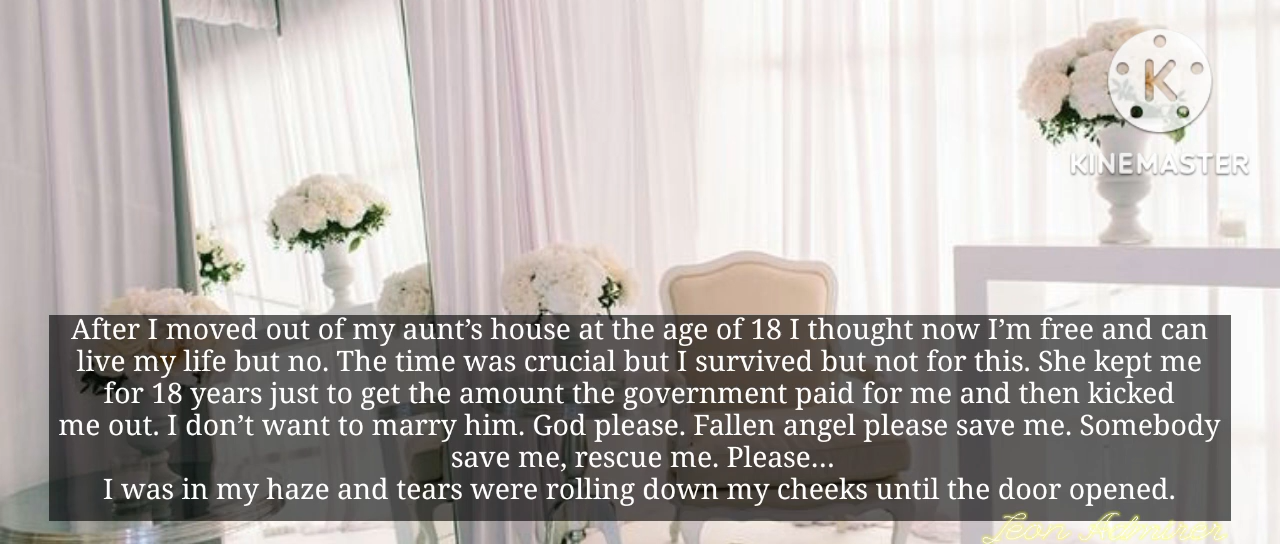 KINEMASTER
After I moved out of my aunt’s house at the age of 18 I thought now I’m free and can
live my life but no. The time was crucial but I survived but not for this. She kept me
for 18 years just to get the amount the government paid for me and then kicked
me out. I don’t want to marry him. God please. Fallen angel please save me. Somebody
save me, rescue me. Please…
I was in my haze and tears were rolling down my cheeks until the door opened.
Leon Admirer